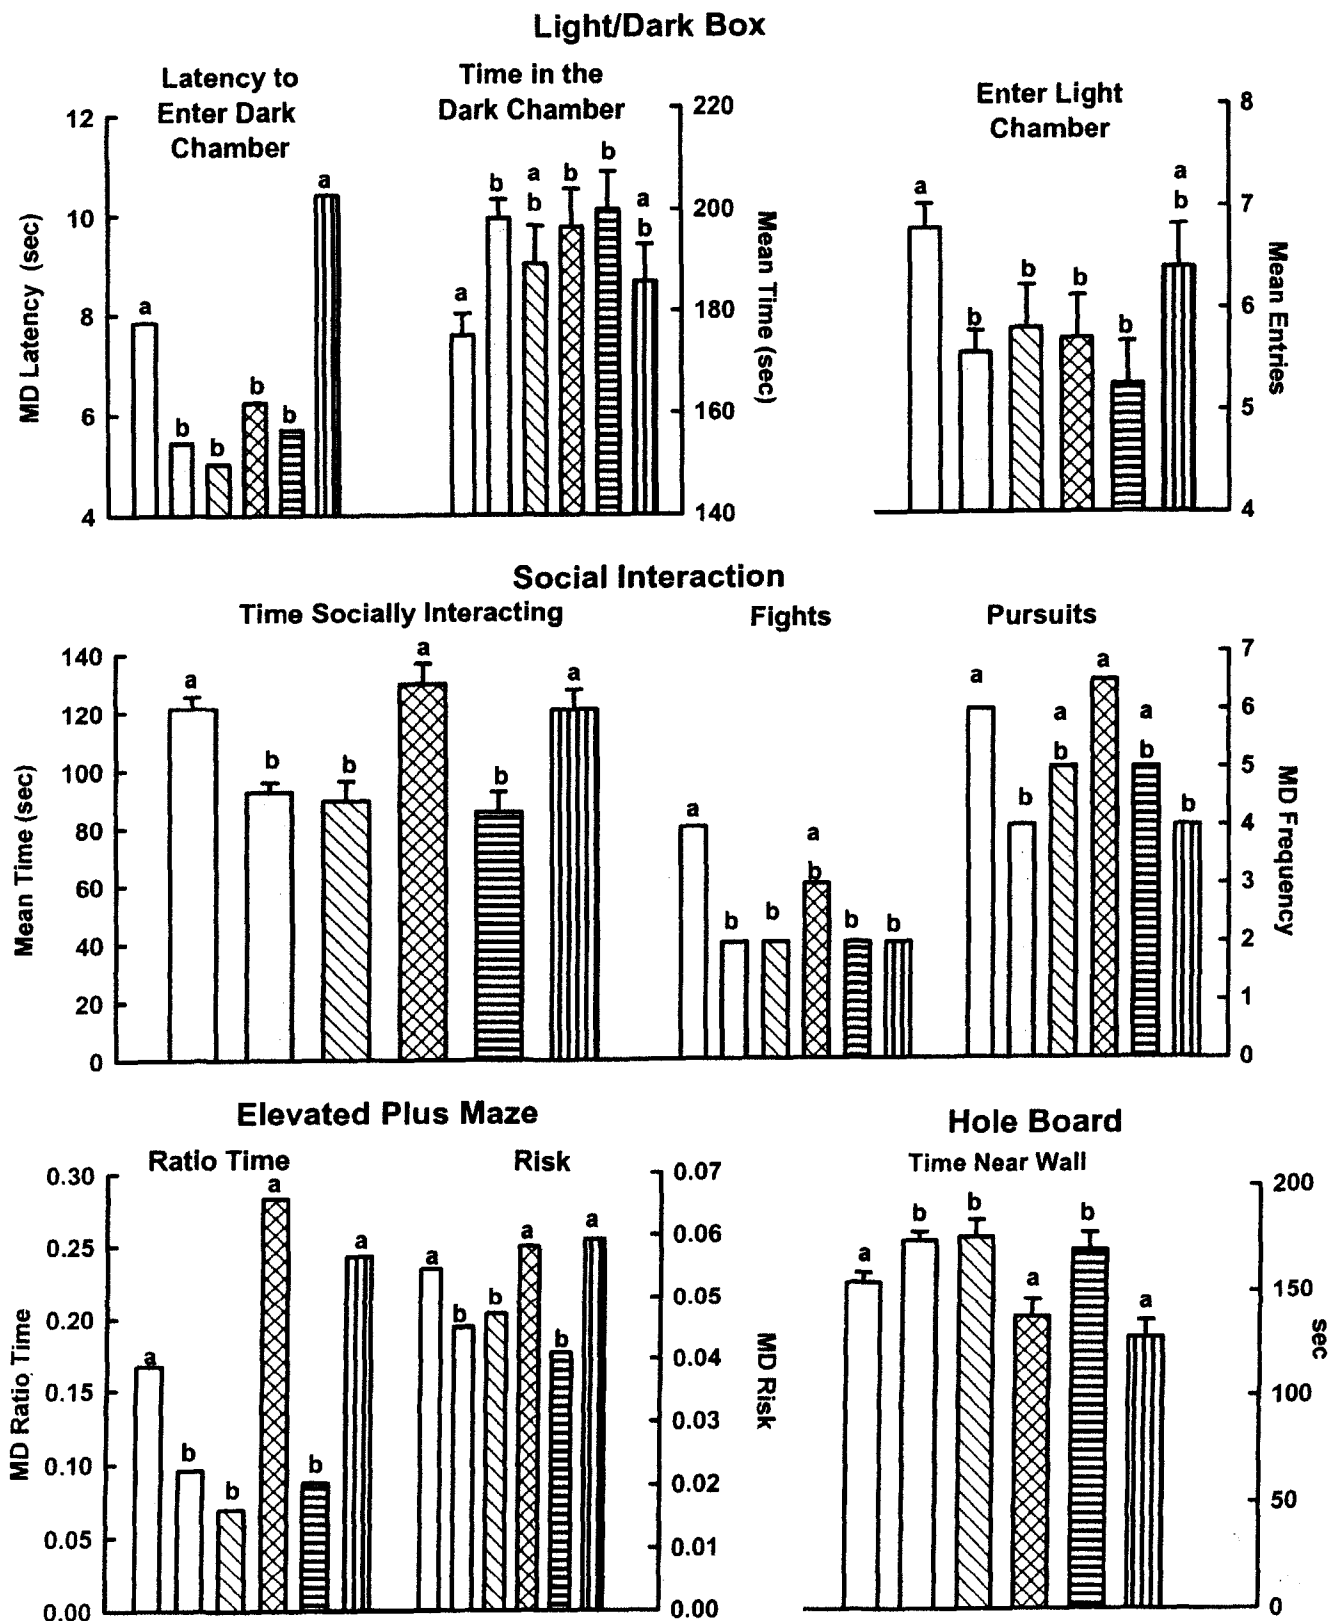 Light/Dark Box
Latency to
Enter Dark
Chamber
Time in the
Dark Chamber
Enter Light
Chamber
MD Latency (sec)
12
10
8
6
4
a
b
b
b
b
a
a
b
a
b
b
b
a
b
220
200
180
160
140
Mean Time (sec)
a
b
b
b
b
a
b
8
7
6
5
4
Mean Entries
Social Interaction
Time Socially Interacting
Fights
Pursuits
Mean Time (sec)
140
120
100
80
60
40
20
0
a
b
b
a
b
a
a
b
b
a
b
b
b
a
b
a
b
a
a
b
b
7
6
5
4
3
2
1
0
MD Frequency
Elevated Plus Maze
Ratio Time
Risk
MD Ratio Time
0.30
0.25
0.20
0.15
0.10
0.05
0.00
a
b
b
a
b
a
a
b
b
a
b
a
0.07
0.06
0.05
0.04
0.03
0.02
0.01
0.00
MD Risk
Hole Board
Time Near Wall
a
b
b
a
b
a
200
150
100
50
0
sec